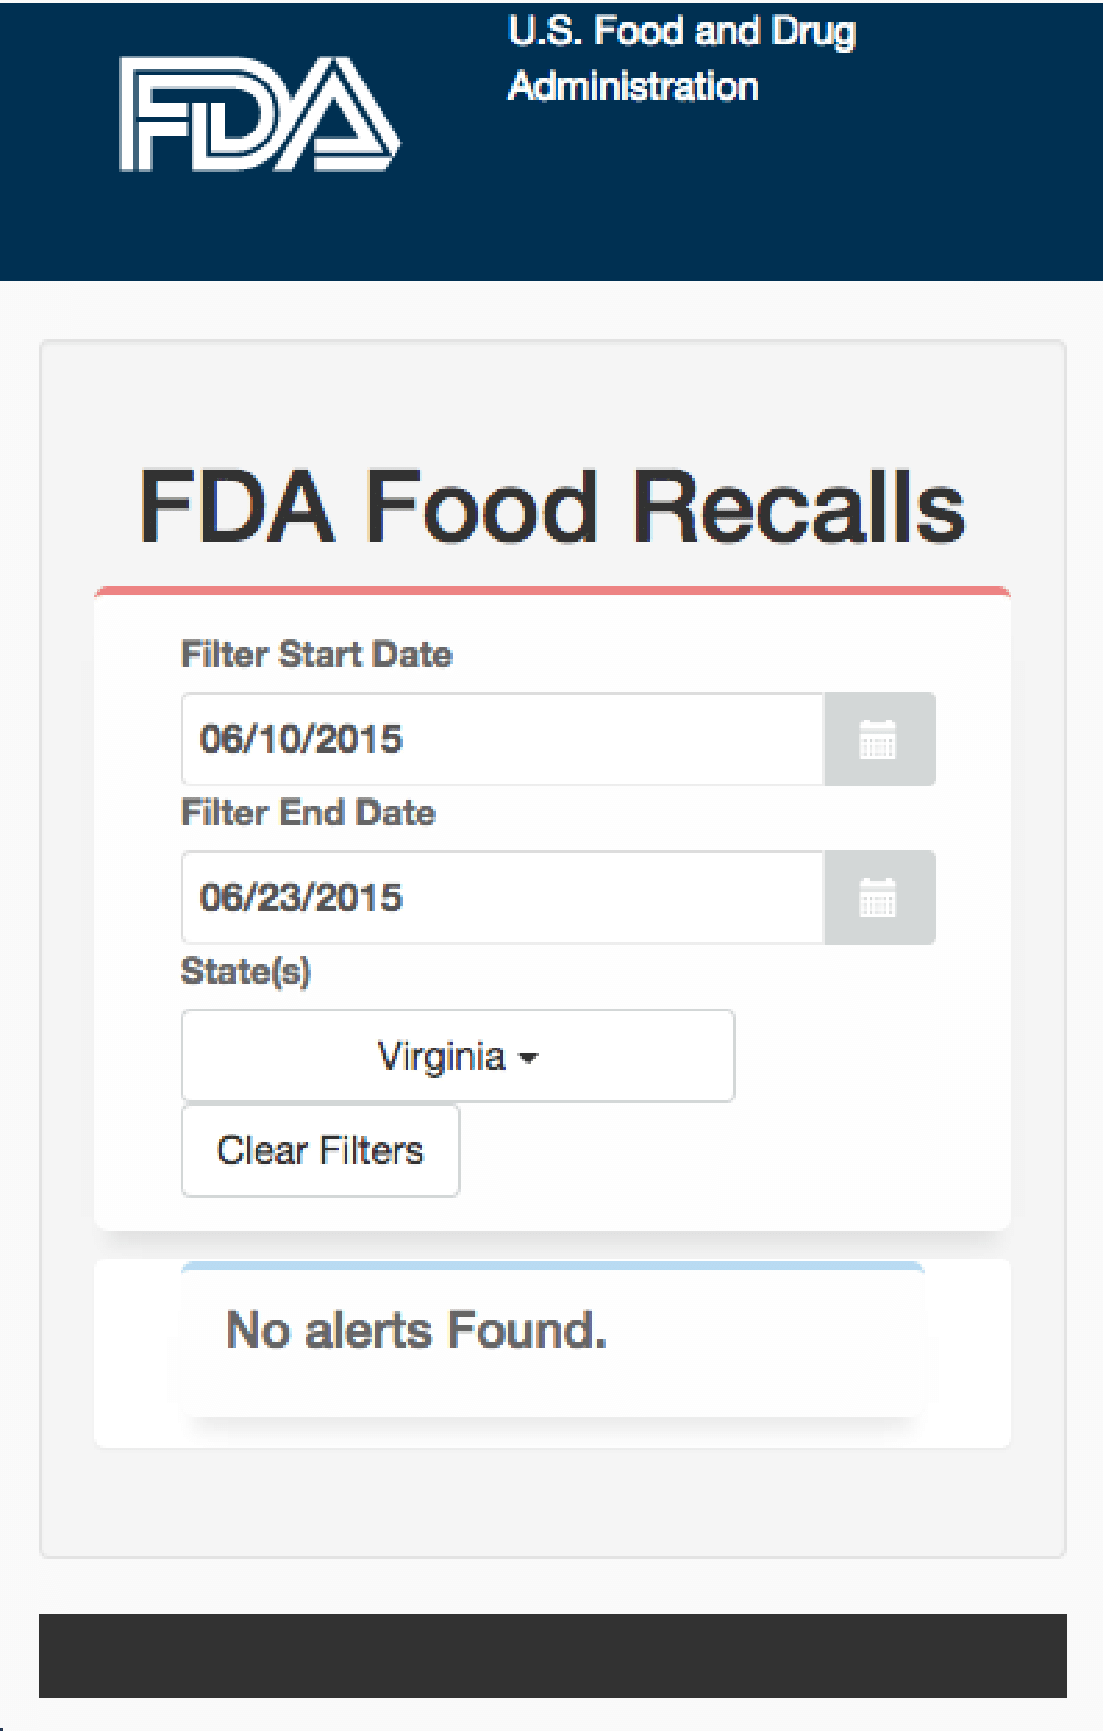 FDA
U.S. Food and Drug
Administration
FDA Food Recalls
Filter Start Date
06/10/2015
Filter End Date
06/23/2015
State(s)
Virginia
Clear Filters
No alerts Found.